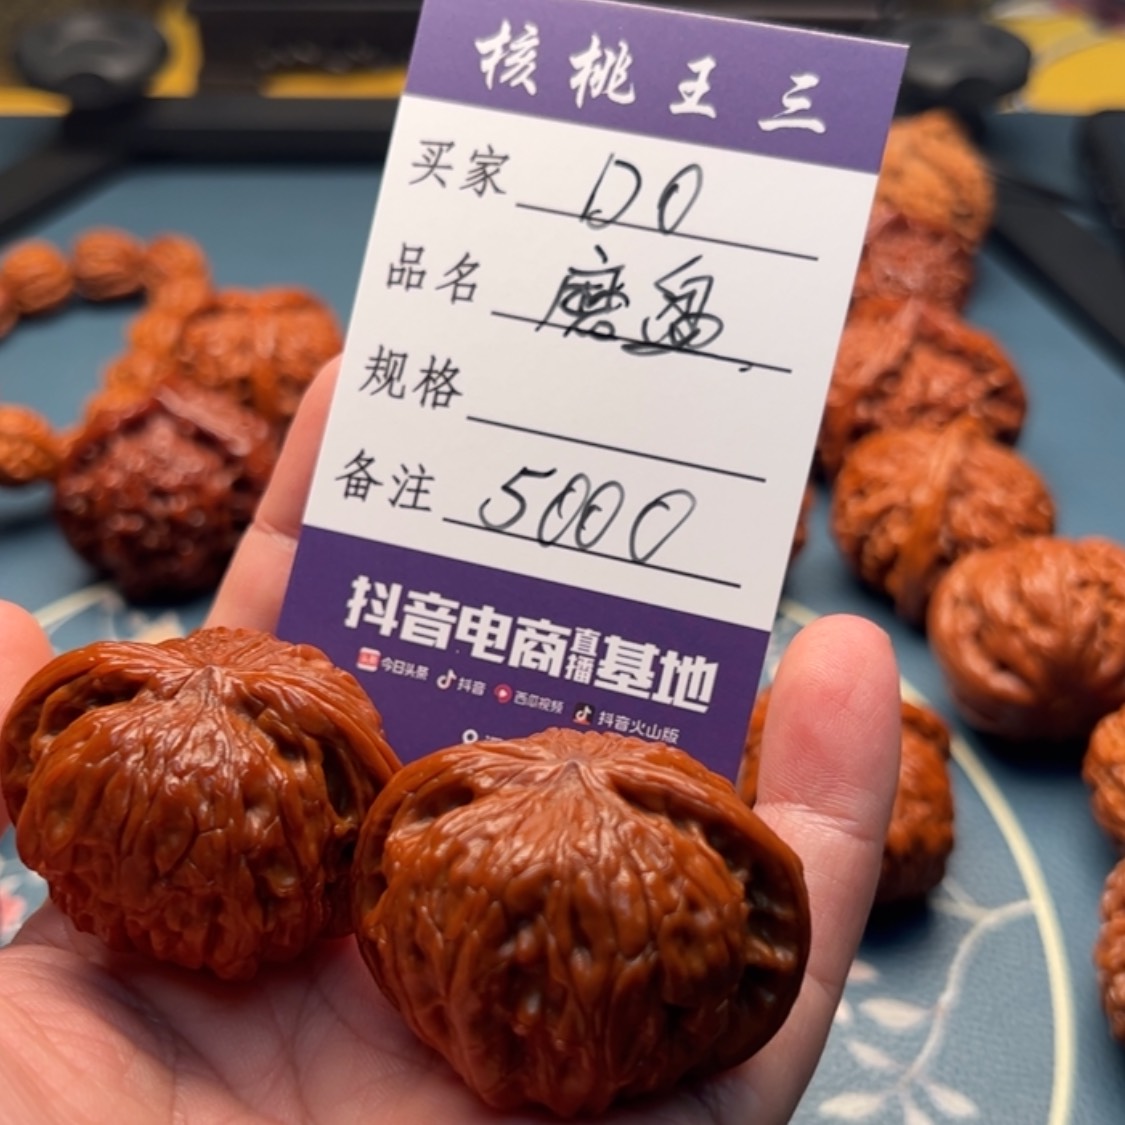 核桃王三
买家 DO
品名 磨盘
规格
备注 5000
抖音电商直播基地
今日头条 抖音 西瓜视频 抖音火山版